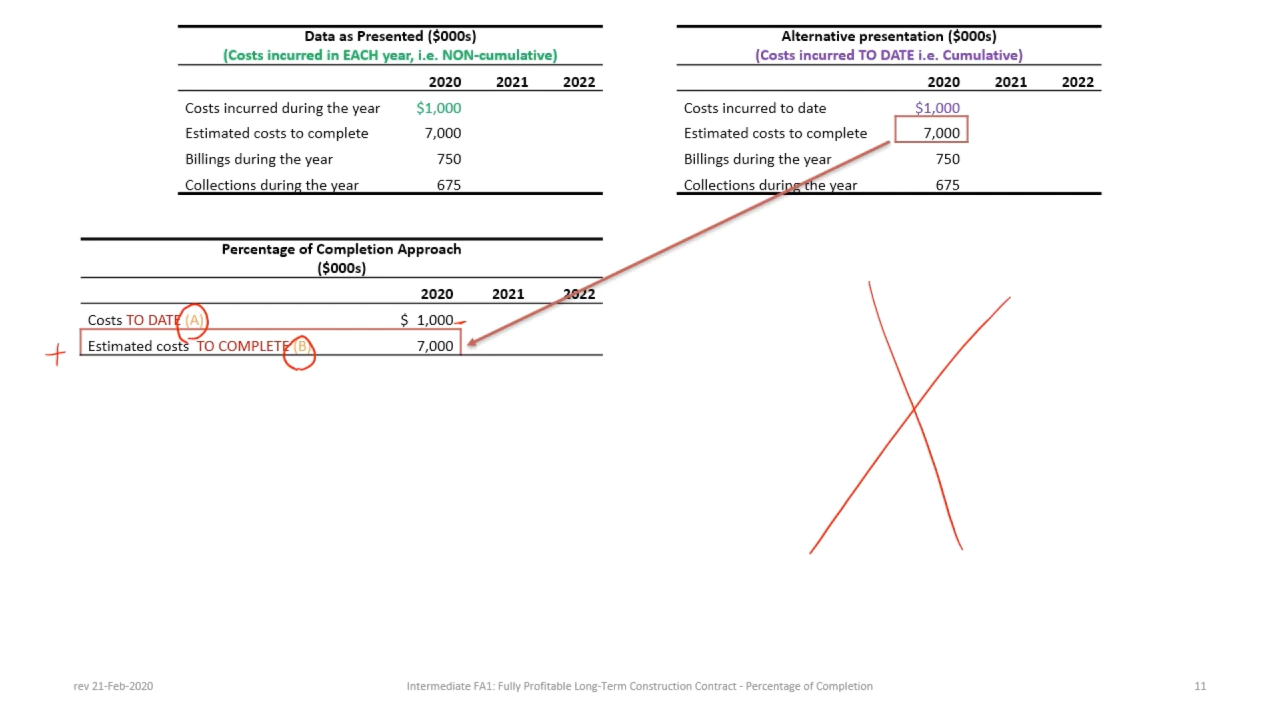 Data as Presented ($000s)
(Costs incurred in EACH year, i.e. NON-cumulative)
2020 2021 2022
Costs incurred during the year $1,000
Estimated costs to complete 7,000
Billings during the year 750
Collections during the year 675
Alternative presentation ($000s)
(Costs incurred TO DATE i.e. Cumulative)
2020 2021 2022
Costs incurred to date $1,000
Estimated costs to complete 7,000
Billings during the year 750
Collections during the year 675
Percentage of Completion Approach
($000s)
2020 2021 2022
Costs TO DATE (A) $ 1,000
+ Estimated costs TO COMPLETE (B) 7,000
rev 21-Feb-2020 Intermediate FA1: Fully Profitable Long-Term Construction Contract - Percentage of Completion 11